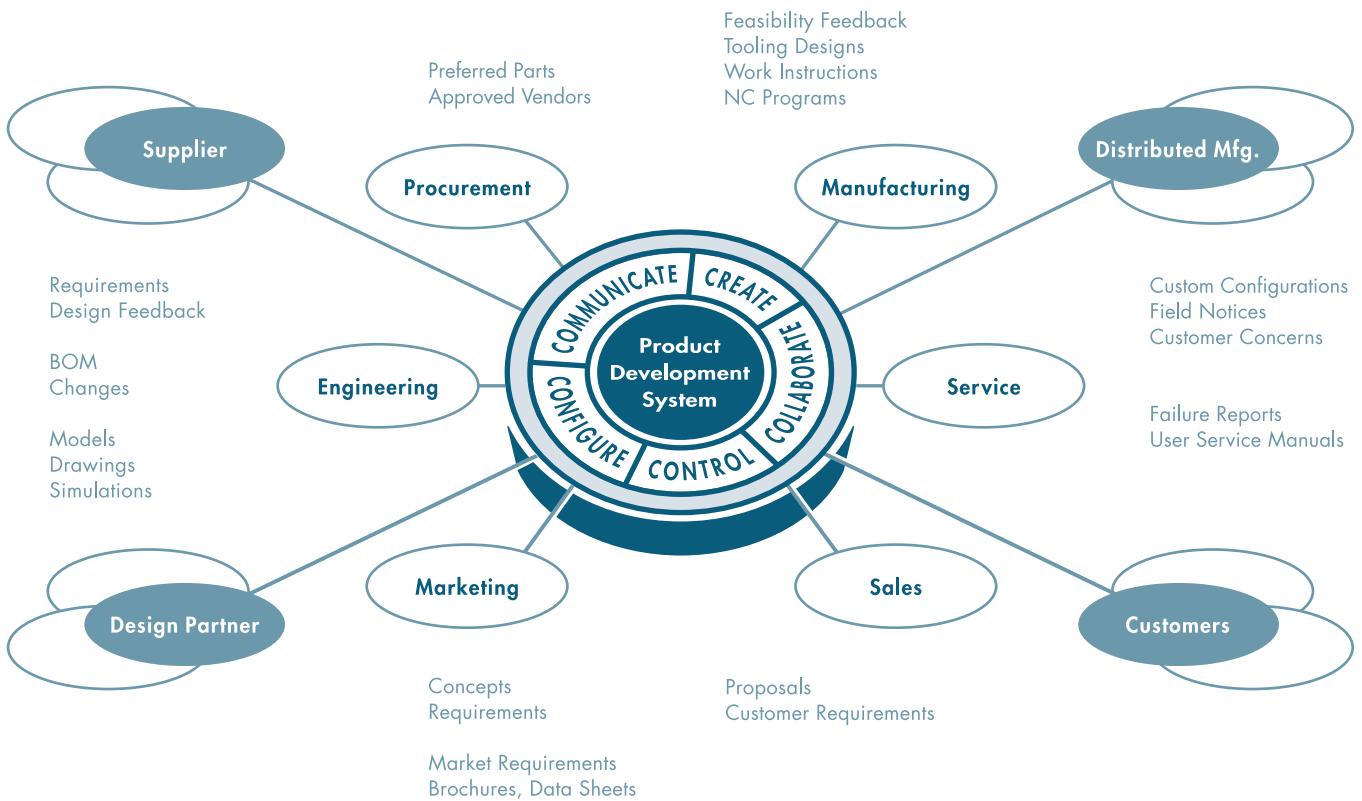 Feasibility Feedback
Tooling Designs
Work Instructions
NC Programs
Preferred Parts
Approved Vendors
Supplier
Distributed Mfg.
Procurement
Manufacturing
Requirements
Design Feedback
BOM
Changes
Models
Drawings
Simulations
Custom Configurations
Field Notices
Customer Concerns
Failure Reports
User Service Manuals
COMMUNICATE
CREATE
COLLABORATE
CONTROL
CONFIGURE
Product
Development
System
Engineering
Service
Marketing
Sales
Design Partner
Customers
Concepts
Requirements
Market Requirements
Brochures, Data Sheets
Proposals
Customer Requirements